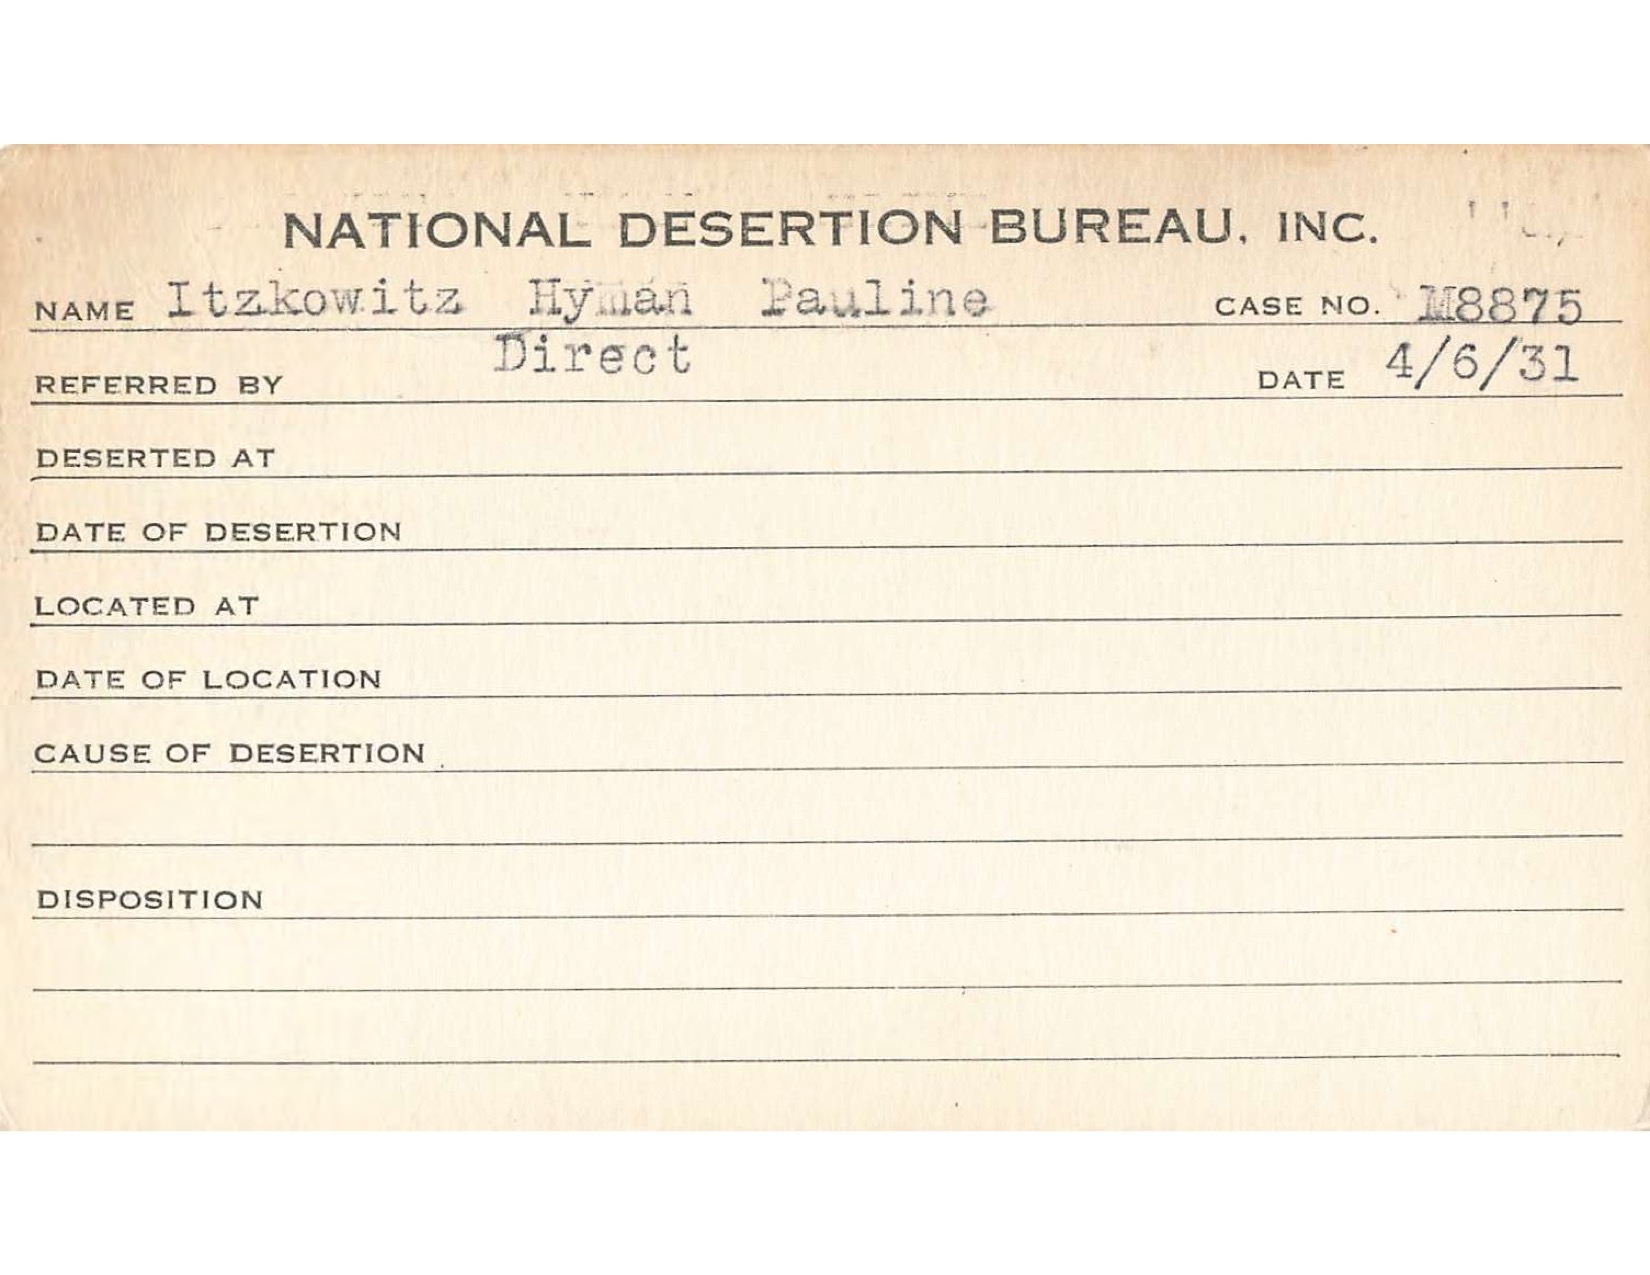 NATIONAL DESERTION BUREAU, INC.
NAME Itzkowitz Hyman Pauline CASE NO. M8875
REFERRED BY Direct DATE 4/6/31
DESERTED AT
DATE OF DESERTION
LOCATED AT
DATE OF LOCATION
CAUSE OF DESERTION
DISPOSITION